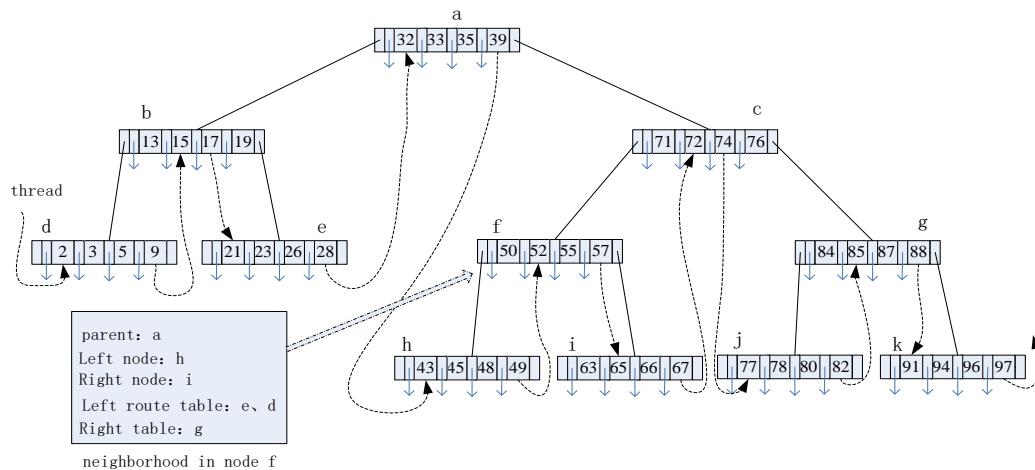 a
32 33 35 39
b
c
13 15 17 19
71 72 74 76
thread
d
e
f
g
2 3 5 9
21 23 26 28
50 52 55 57
84 85 87 88
h
i
j
k
43 45 48 49
63 65 66 67
77 78 80 82
91 94 96 97
parent: a
Left node: h
Right node: i
Left route table: e、d
Right table: g
neighborhood in node f